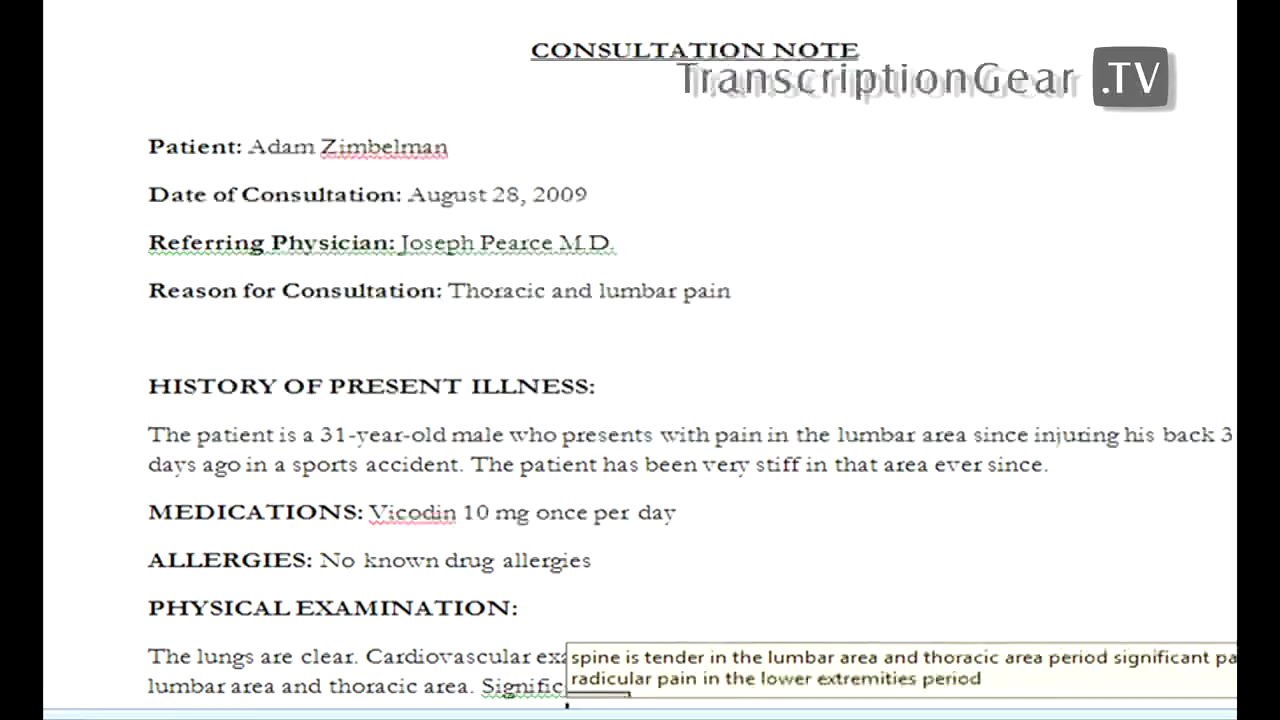 CONSULTATION NOTE
TranscriptionGear .TV
Patient: Adam Zimbelman
Date of Consultation: August 28, 2009
Referring Physician: Joseph Pearce M.D.
Reason for Consultation: Thoracic and lumbar pain
HISTORY OF PRESENT ILLNESS:
The patient is a 31-year-old male who presents with pain in the lumbar area since injuring his back 3
days ago in a sports accident. The patient has been very stiff in that area ever since.
MEDICATIONS: Vicodin 10 mg once per day
ALLERGIES: No known drug allergies
PHYSICAL EXAMINATION:
The lungs are clear. Cardiovascular exa
spine is tender in the lumbar area and thoracic area period significant pa
lumbar area and thoracic area. Signific
radicular pain in the lower extremities period